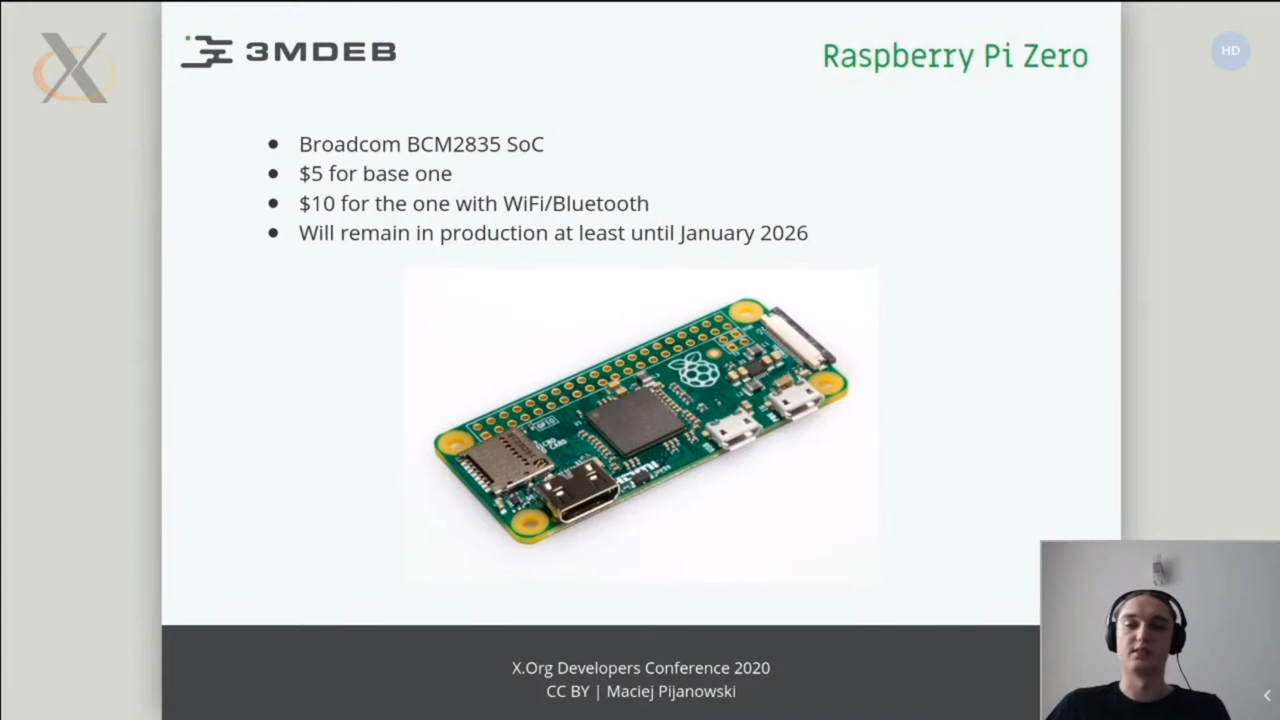 3MDEB
Raspberry Pi Zero
HD
Broadcom BCM2835 SoC
$5 for base one
$10 for the one with WiFi/Bluetooth
Will remain in production at least until January 2026
GPIO
X.Org Developers Conference 2020
CC BY | Maciej Pijanowski